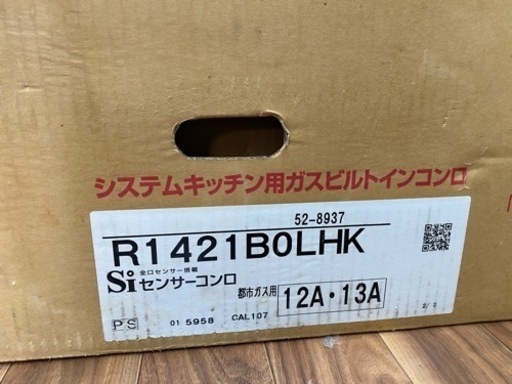 システムキッチン用ガスビルトインコンロ
52-8937
R1421B0LHK
Si 全口センサー搭載 センサーコンロ
都市ガス用 12A・13A
PS 01 5958 CAL107 2/2